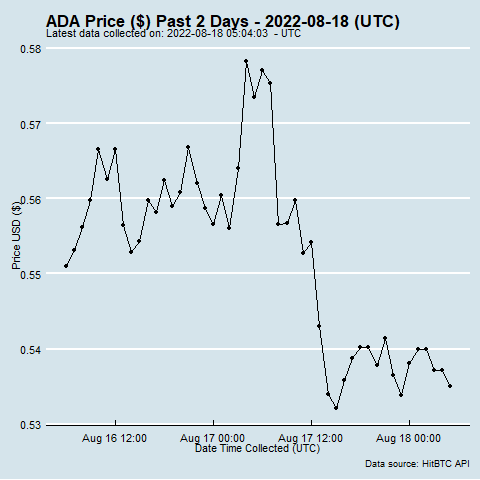 ADA Price ($) Past 2 Days - 2022-08-18 (UTC)
Latest data collected on: 2022-08-18 05:04:03 - UTC
0.58
0.57
0.56
0.55
0.54
0.53
Price USD ($)
Aug 16 12:00 Aug 17 00:00 Aug 17 12:00 Aug 18 00:00
Date Time Collected (UTC)
Data source: HitBTC API